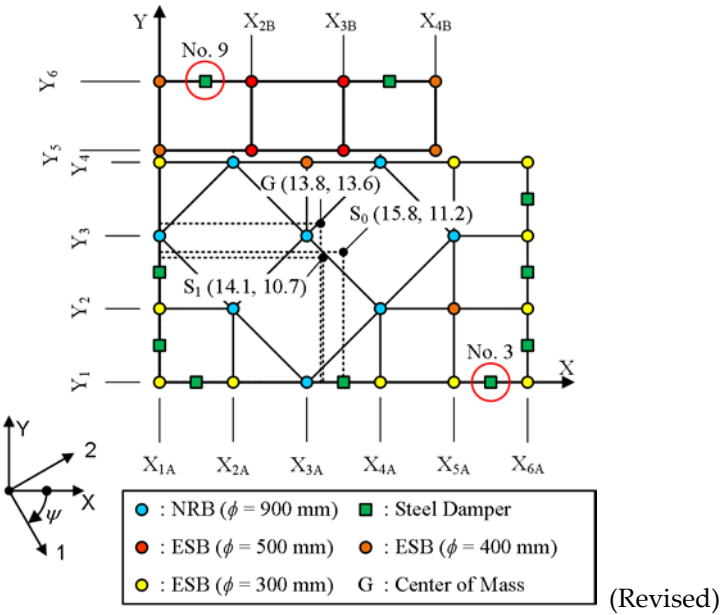 Y X₂B X₃B X₄B
No. 9
Y₆
Y₅
Y₄
G (13.8, 13.6)
S₀ (15.8, 11.2)
Y₃
S₁ (14.1, 10.7)
Y₂
No. 3
Y₁ X
X₁A X₂A X₃A X₄A X₅A X₆A
Y
2
X
ψ
1
: NRB (ϕ = 900 mm) : Steel Damper
: ESB (ϕ = 500 mm) : ESB (ϕ = 400 mm)
: ESB (ϕ = 300 mm) G : Center of Mass
(Revised)